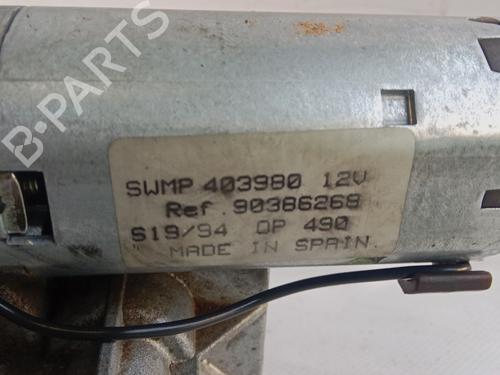 B-PARTS
SWMP 403980 12V
Ref. 90386268
S19/94 OP 490
" MADE IN SPAIN.